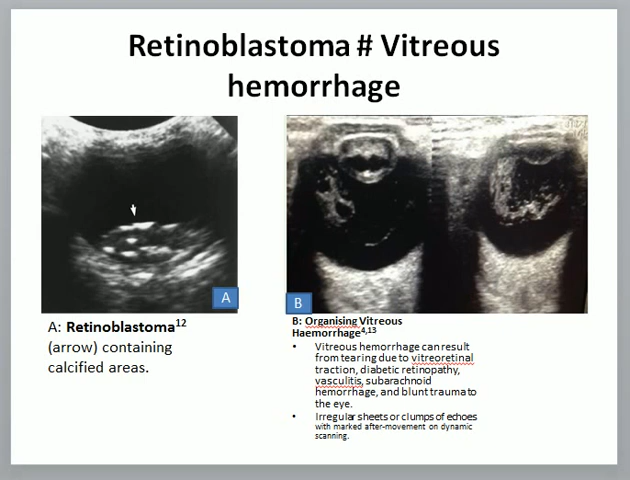 Retinoblastoma # Vitreous
hemorrhage
A
B
A: Retinoblastoma12
(arrow) containing
calcified areas.
B: Organising Vitreous
Haemorrhage4,13
• Vitreous hemorrhage can result
from tearing due to vitreoretinal
traction, diabetic retinopathy,
vasculitis, subarachnoid
hemorrhage, and blunt trauma to
the eye.
• Irregular sheets or clumps of echoes
with marked after-movement on dynamic
scanning.